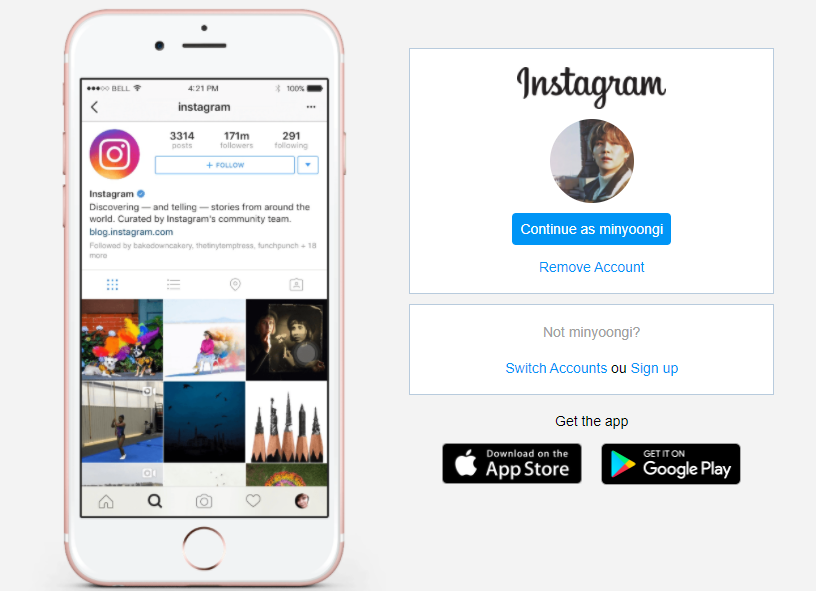 ●●●○○ BELL
4:21 PM
100%
instagram
3314
171m
291
posts
followers
following
+ FOLLOW
Instagram
Discovering — and telling — stories from around the
world. Curated by Instagram's community team.
blog.instagram.com
Followed by bakadowncakery, thetinytemptress, funchpunch + 18
more
Instagram
Continue as minyoongi
Remove Account
Not minyoongi?
Switch Accounts ou Sign up
Get the app
Download on the
App Store
GET IT ON
Google Play